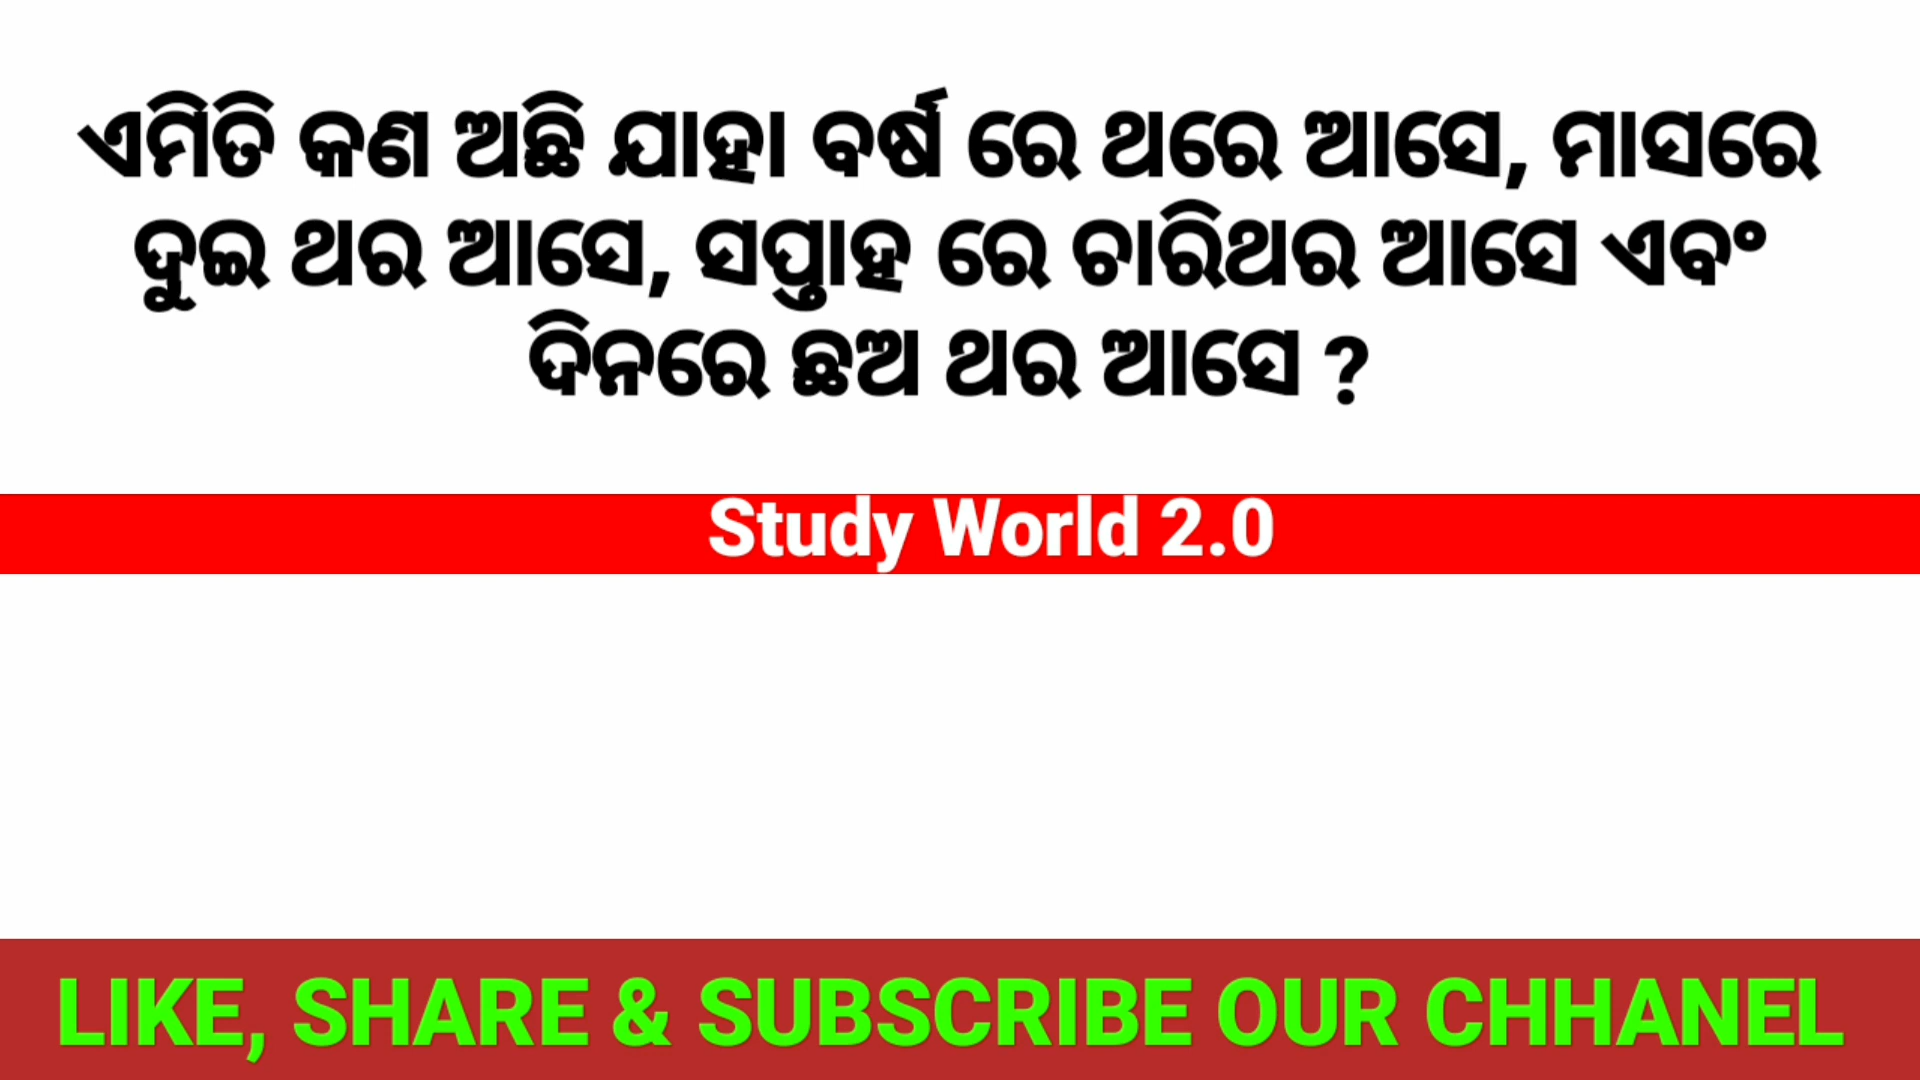 ଏମିତି କଣ ଅଛି ଯାହା ବର୍ଷ ରେ ଥରେ ଆସେ, ମାସରେ
ଦୁଇ ଥର ଆସେ, ସପ୍ତାହ ରେ ଚାରିଥର ଆସେ ଏବଂ
ଦିନରେ ଛଅ ଥର ଆସେ ?
Study World 2.0
LIKE, SHARE & SUBSCRIBE OUR CHHANEL